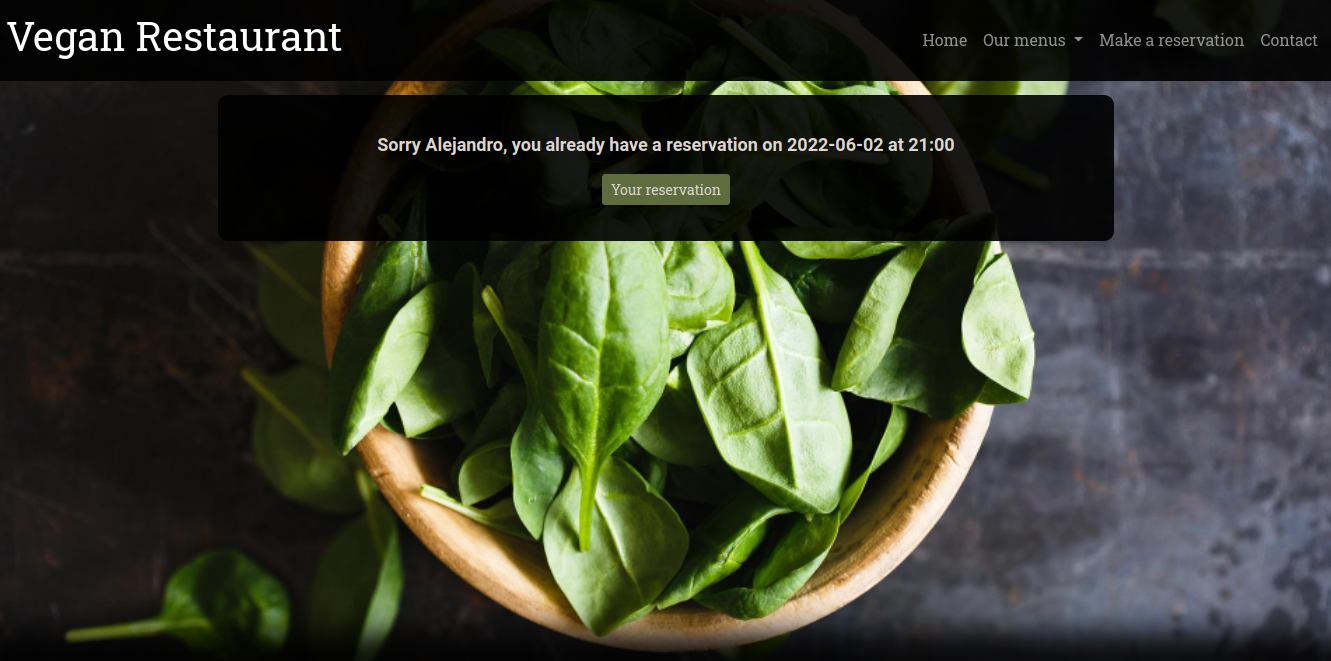 Vegan Restaurant
Home Our menus Make a reservation Contact
Sorry Alejandro, you already have a reservation on 2022-06-02 at 21:00
Your reservation